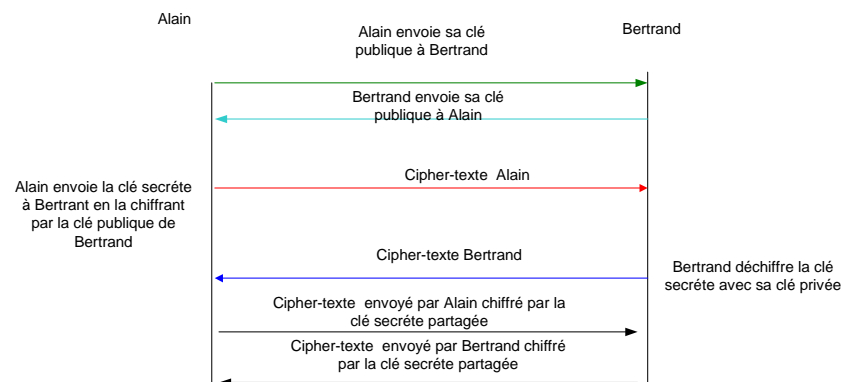 Alain
Alain envoie sa clé
publique à Bertrand
Bertrand
Bertrand envoie sa clé
publique à Alain
Cipher-texte  Alain
Alain envoie la clé secréte
à Bertrant en la chiffrant
par la clé publique de
Bertrand
Cipher-texte Bertrand
Bertrand déchiffre la clé
secréte avec sa clé privée
Cipher-texte  envoyé par Alain chiffré par la
clé secréte partagée
Cipher-texte  envoyé par Bertrand chiffré
par la clé secréte partagée